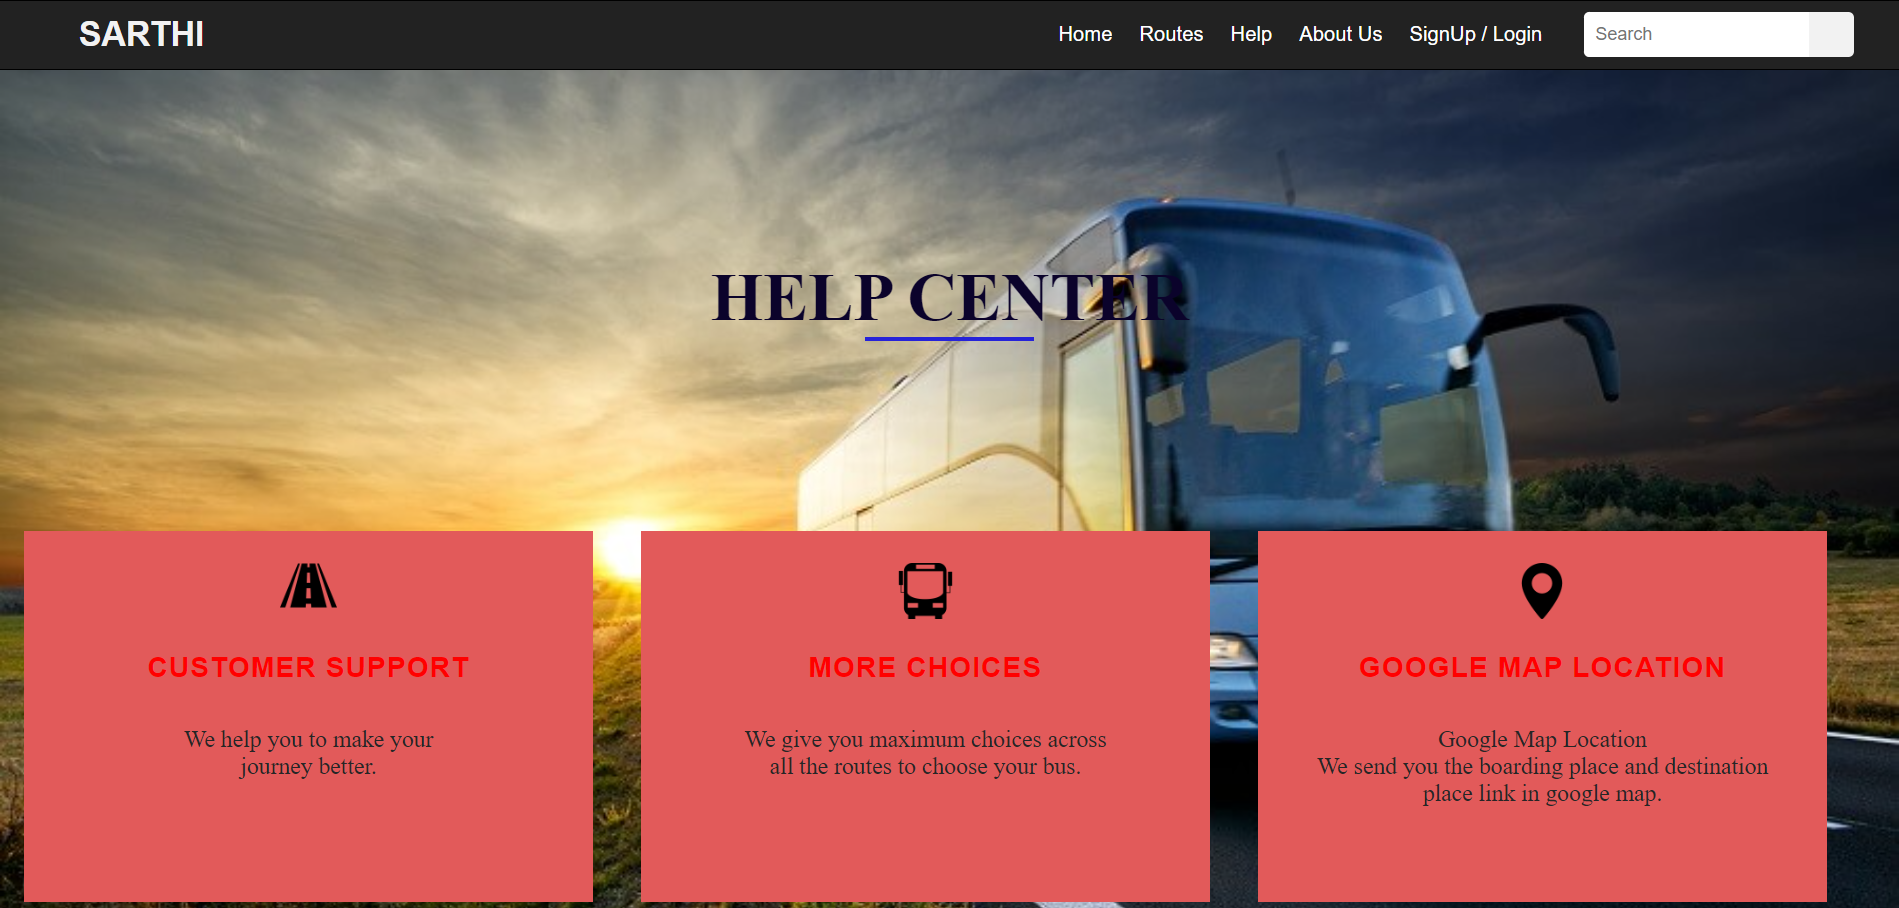 SARTHI
Home Routes Help About Us SignUp / Login Search
HELP CENTER
CUSTOMER SUPPORT
We help you to make your
journey better.
MORE CHOICES
We give you maximum choices across
all the routes to choose your bus.
GOOGLE MAP LOCATION
Google Map Location
We send you the boarding place and destination
place link in google map.